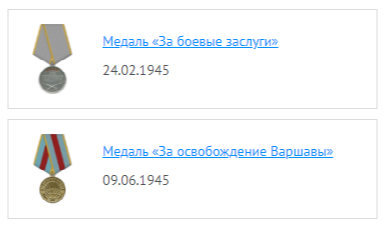 Медаль «За боевые заслуги»
24.02.1945
Медаль «За освобождение Варшавы»
09.06.1945